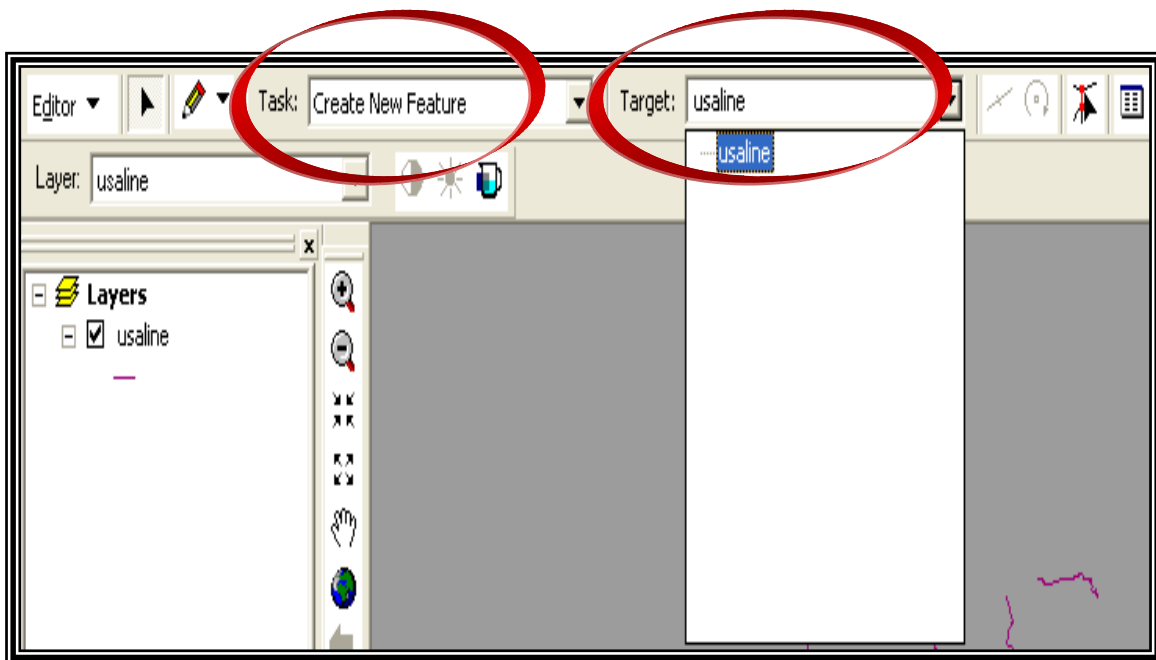 Editor Task: Create New Feature Target: usaline
usaline
Layer: usaline
Layers
usaline